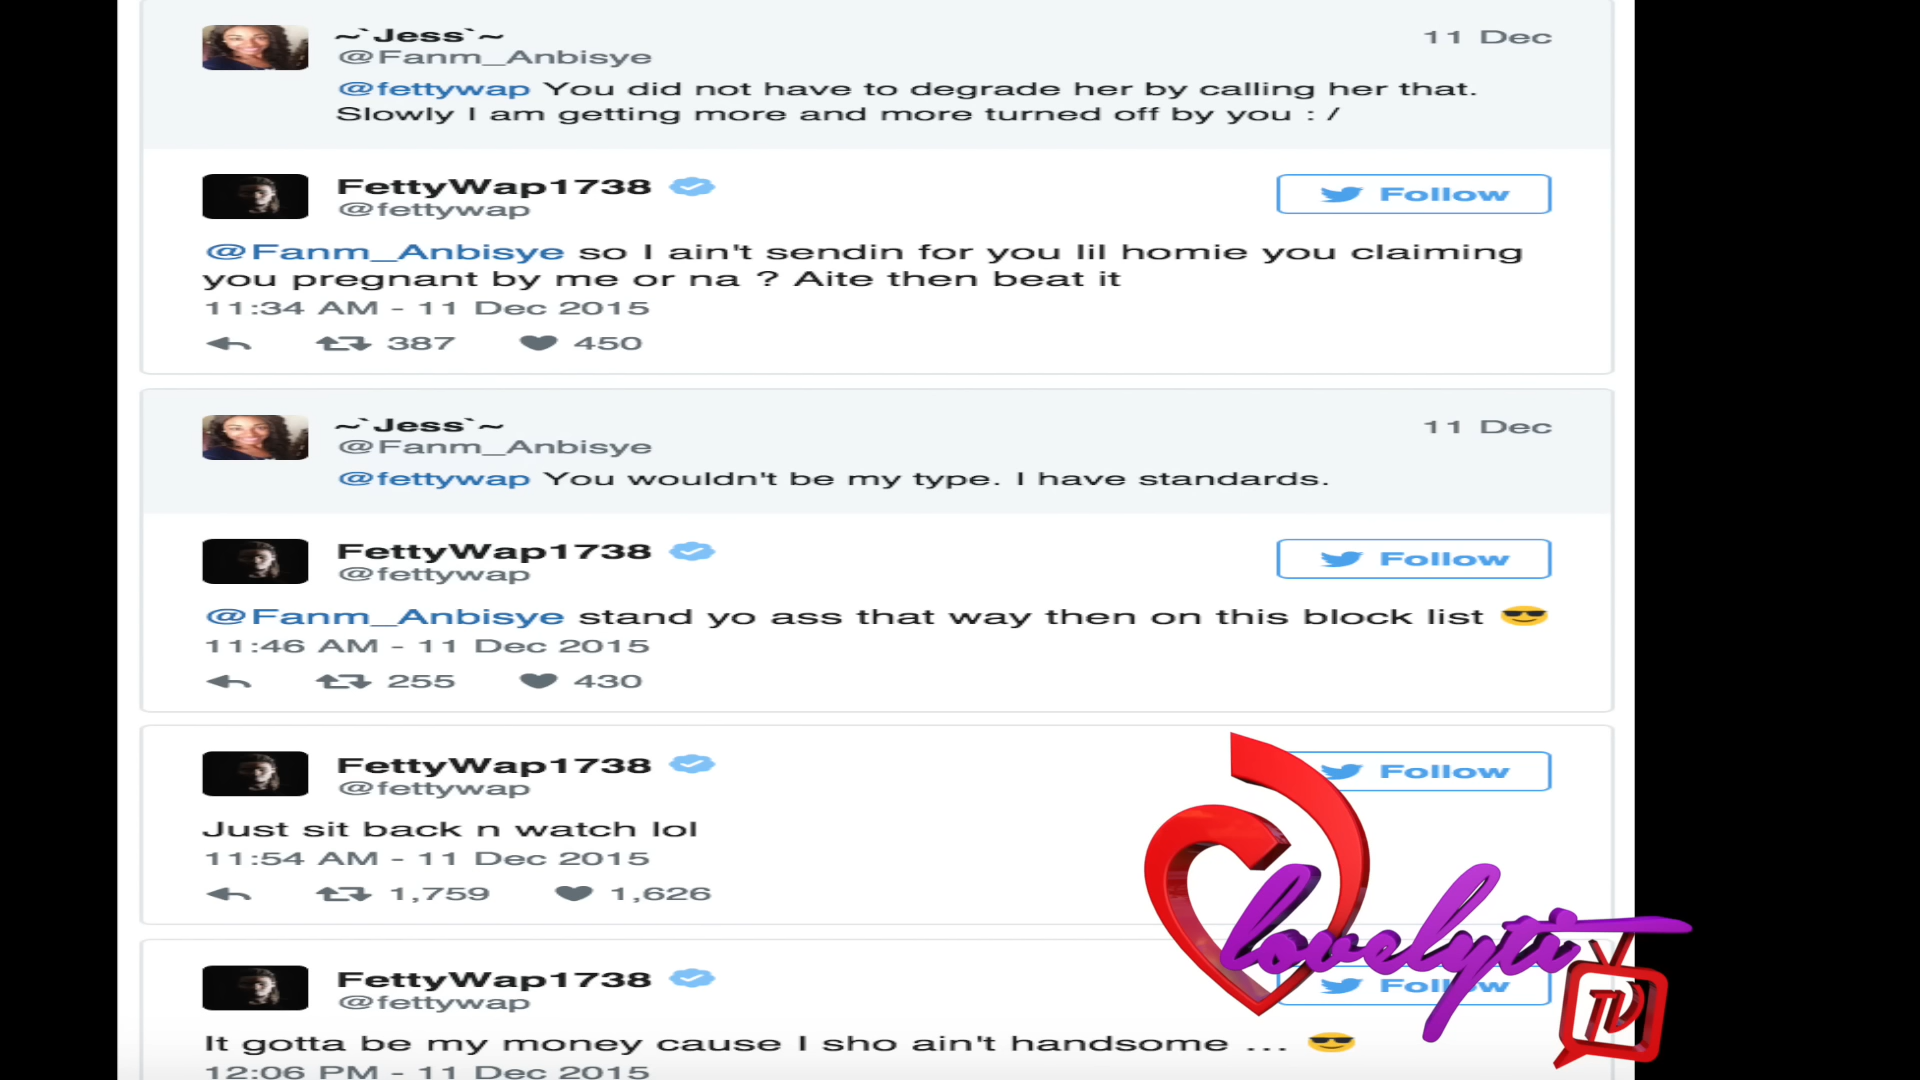 ~`Jess`~
11 Dec
@Fanm_Anbisye
@fettywap You did not have to degrade her by calling her that.
Slowly I am getting more and more turned off by you : /
FettyWap1738
Follow
@fettywap
@Fanm_Anbisye so I ain't sendin for you lil homie you claiming
you pregnant by me or na ? Aite then beat it
11:34 AM - 11 Dec 2015
387 450
~`Jess`~
11 Dec
@Fanm_Anbisye
@fettywap You wouldn't be my type. I have standards.
FettyWap1738
Follow
@fettywap
@Fanm_Anbisye stand yo ass that way then on this block list 😎
11:46 AM - 11 Dec 2015
255 430
FettyWap1738
Follow
@fettywap
Just sit back n watch lol
11:54 AM - 11 Dec 2015
1,759 1,626
FettyWap1738
Follow
@fettywap
It gotta be my money cause I sho ain't handsome ... 😎
12:06 PM - 11 Dec 2015
lovelyti
TV